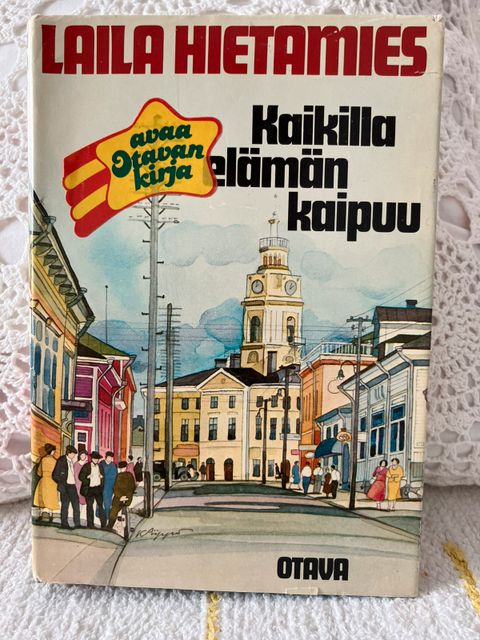 LAILA HIETAMIES
avaa
Otavan
kirja
Kaikilla
elämän
kaipuu
OTAVA